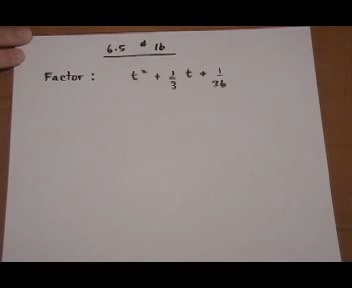 6.5 # 16
Factor : t² + 1/3 t + 1/36